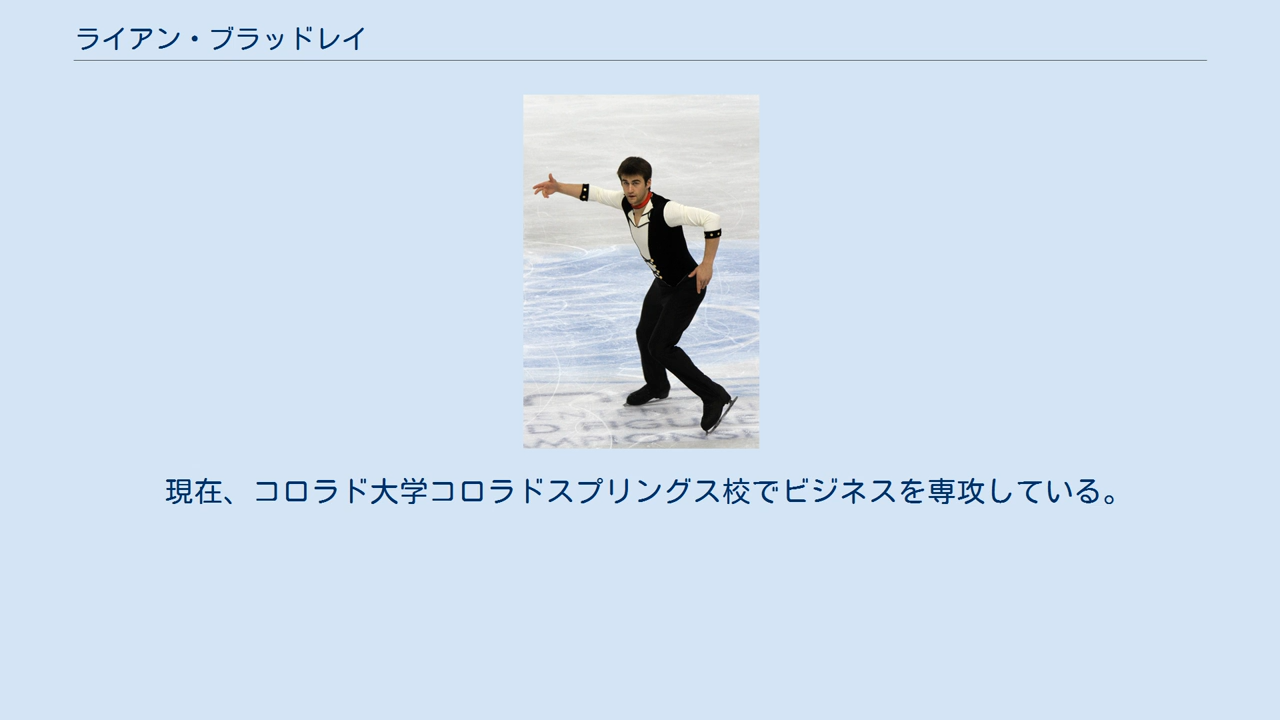 ライアン・ブラッドレイ
現在、コロラド大学コロラドスプリングス校でビジネスを専攻している。